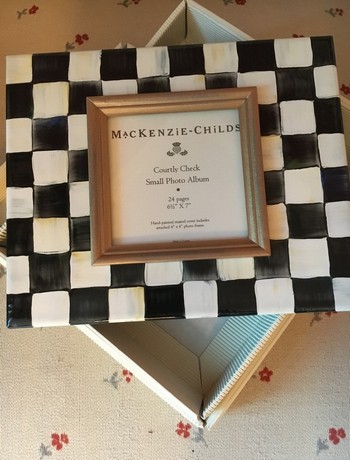 MacKenzie-Childs
Courtly Check
Small Photo Album
24 pages
6½" X 7"
Hand-painted enamel cover includes
attached 4" x 4" photo frame